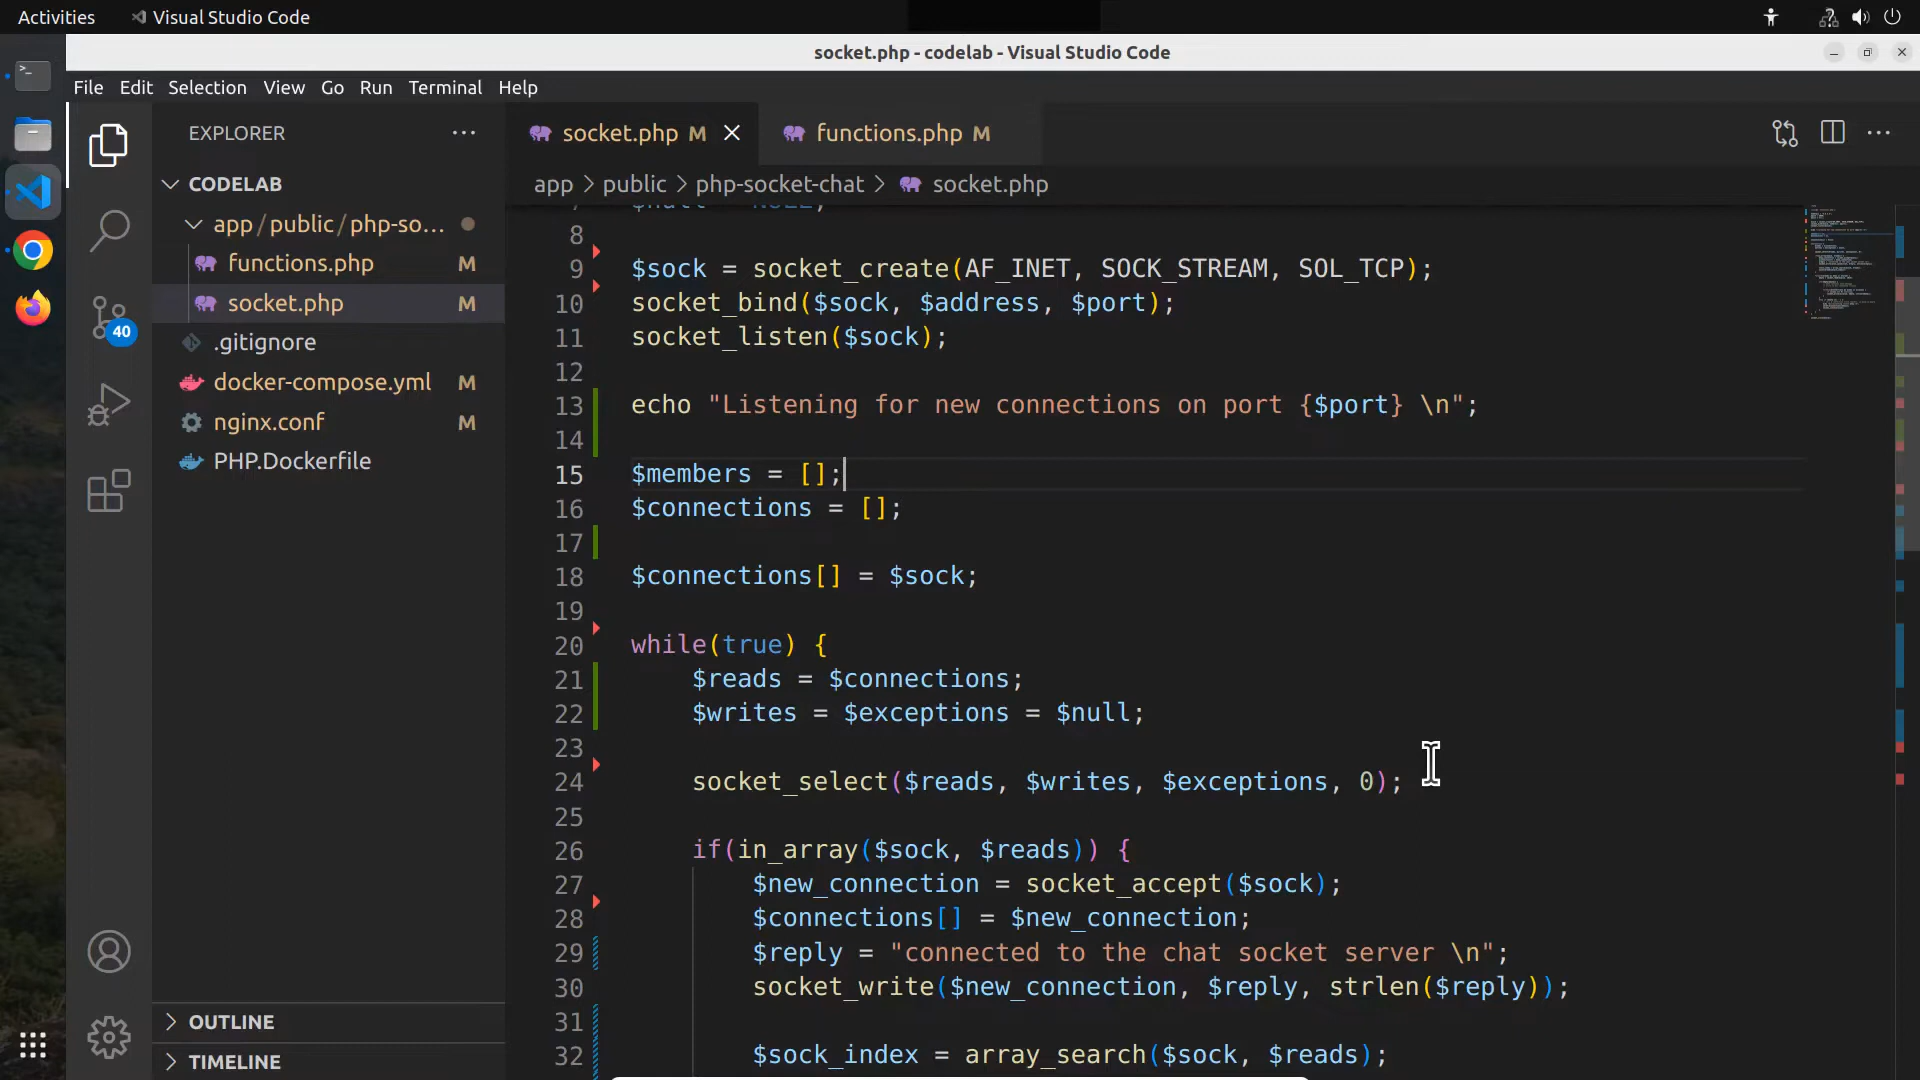 Activities
Visual Studio Code
socket.php - codelab - Visual Studio Code
File Edit Selection View Go Run Terminal Help
EXPLORER
socket.php M
functions.php M
CODELAB
app / public / php-so...
functions.php M
socket.php M
.gitignore
docker-compose.yml M
nginx.conf M
PHP.Dockerfile
40
OUTLINE
TIMELINE
app > public > php-socket-chat > socket.php
8
9 $sock = socket_create(AF_INET, SOCK_STREAM, SOL_TCP);
10 socket_bind($sock, $address, $port);
11 socket_listen($sock);
12
13 echo "Listening for new connections on port {$port} \n";
14
15 $members = [];
16 $connections = [];
17
18 $connections[] = $sock;
19
20 while(true) {
21 $reads = $connections;
22 $writes = $exceptions = $null;
23
24 socket_select($reads, $writes, $exceptions, 0);
25
26 if(in_array($sock, $reads)) {
27 $new_connection = socket_accept($sock);
28 $connections[] = $new_connection;
29 $reply = "connected to the chat socket server \n";
30 socket_write($new_connection, $reply, strlen($reply));
31
32 $sock_index = array_search($sock, $reads);